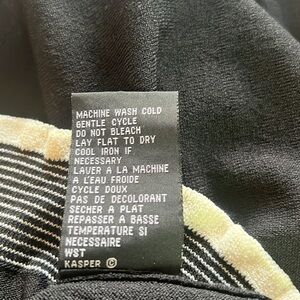 MACHINE WASH COLD
GENTLE CYCLE
DO NOT BLEACH
LAY FLAT TO DRY
COOL IRON IF
NECESSARY
LAVER A LA MACHINE
A L'EAU FROIDE
CYCLE DOUX
PAS DE DECOLORANT
SECHER A PLAT
REPASSER A BASSE
TEMPERATURE SI
NECESSAIRE
WST
KASPER ©